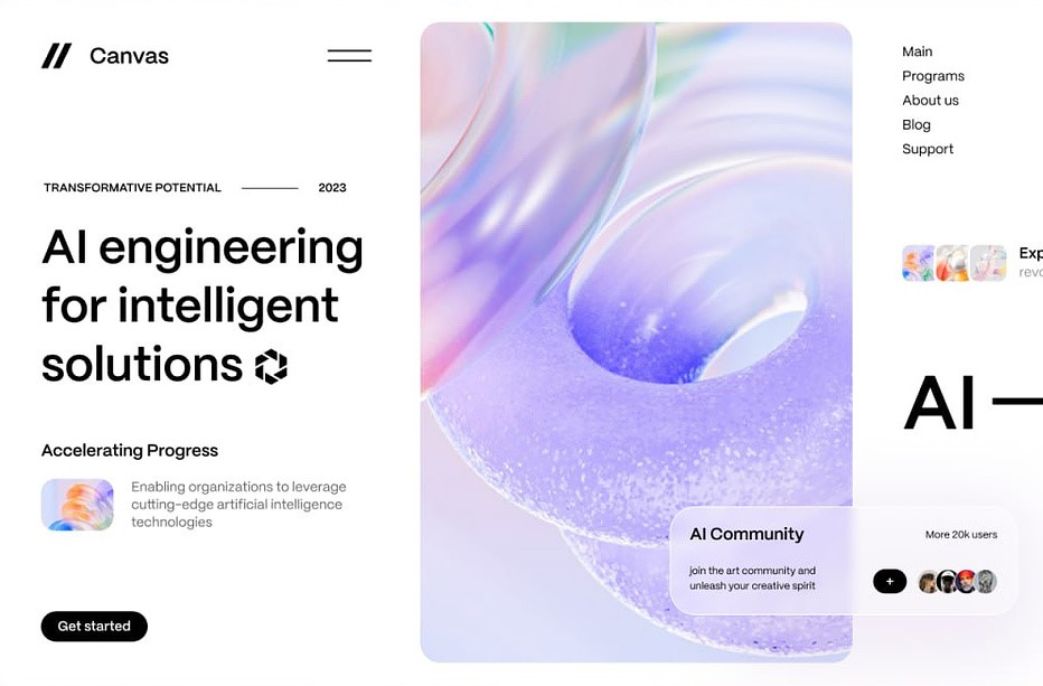 Canvas
TRANSFORMATIVE POTENTIAL
2023
AI engineering
for intelligent
solutions
Accelerating Progress
Enabling organizations to leverage
cutting-edge artificial intelligence
technologies
Get started
AI Community
More 20k users
join the art community and
unleash your creative spirit
+
Main
Programs
About us
Blog
Support
Exp
revo
AI —